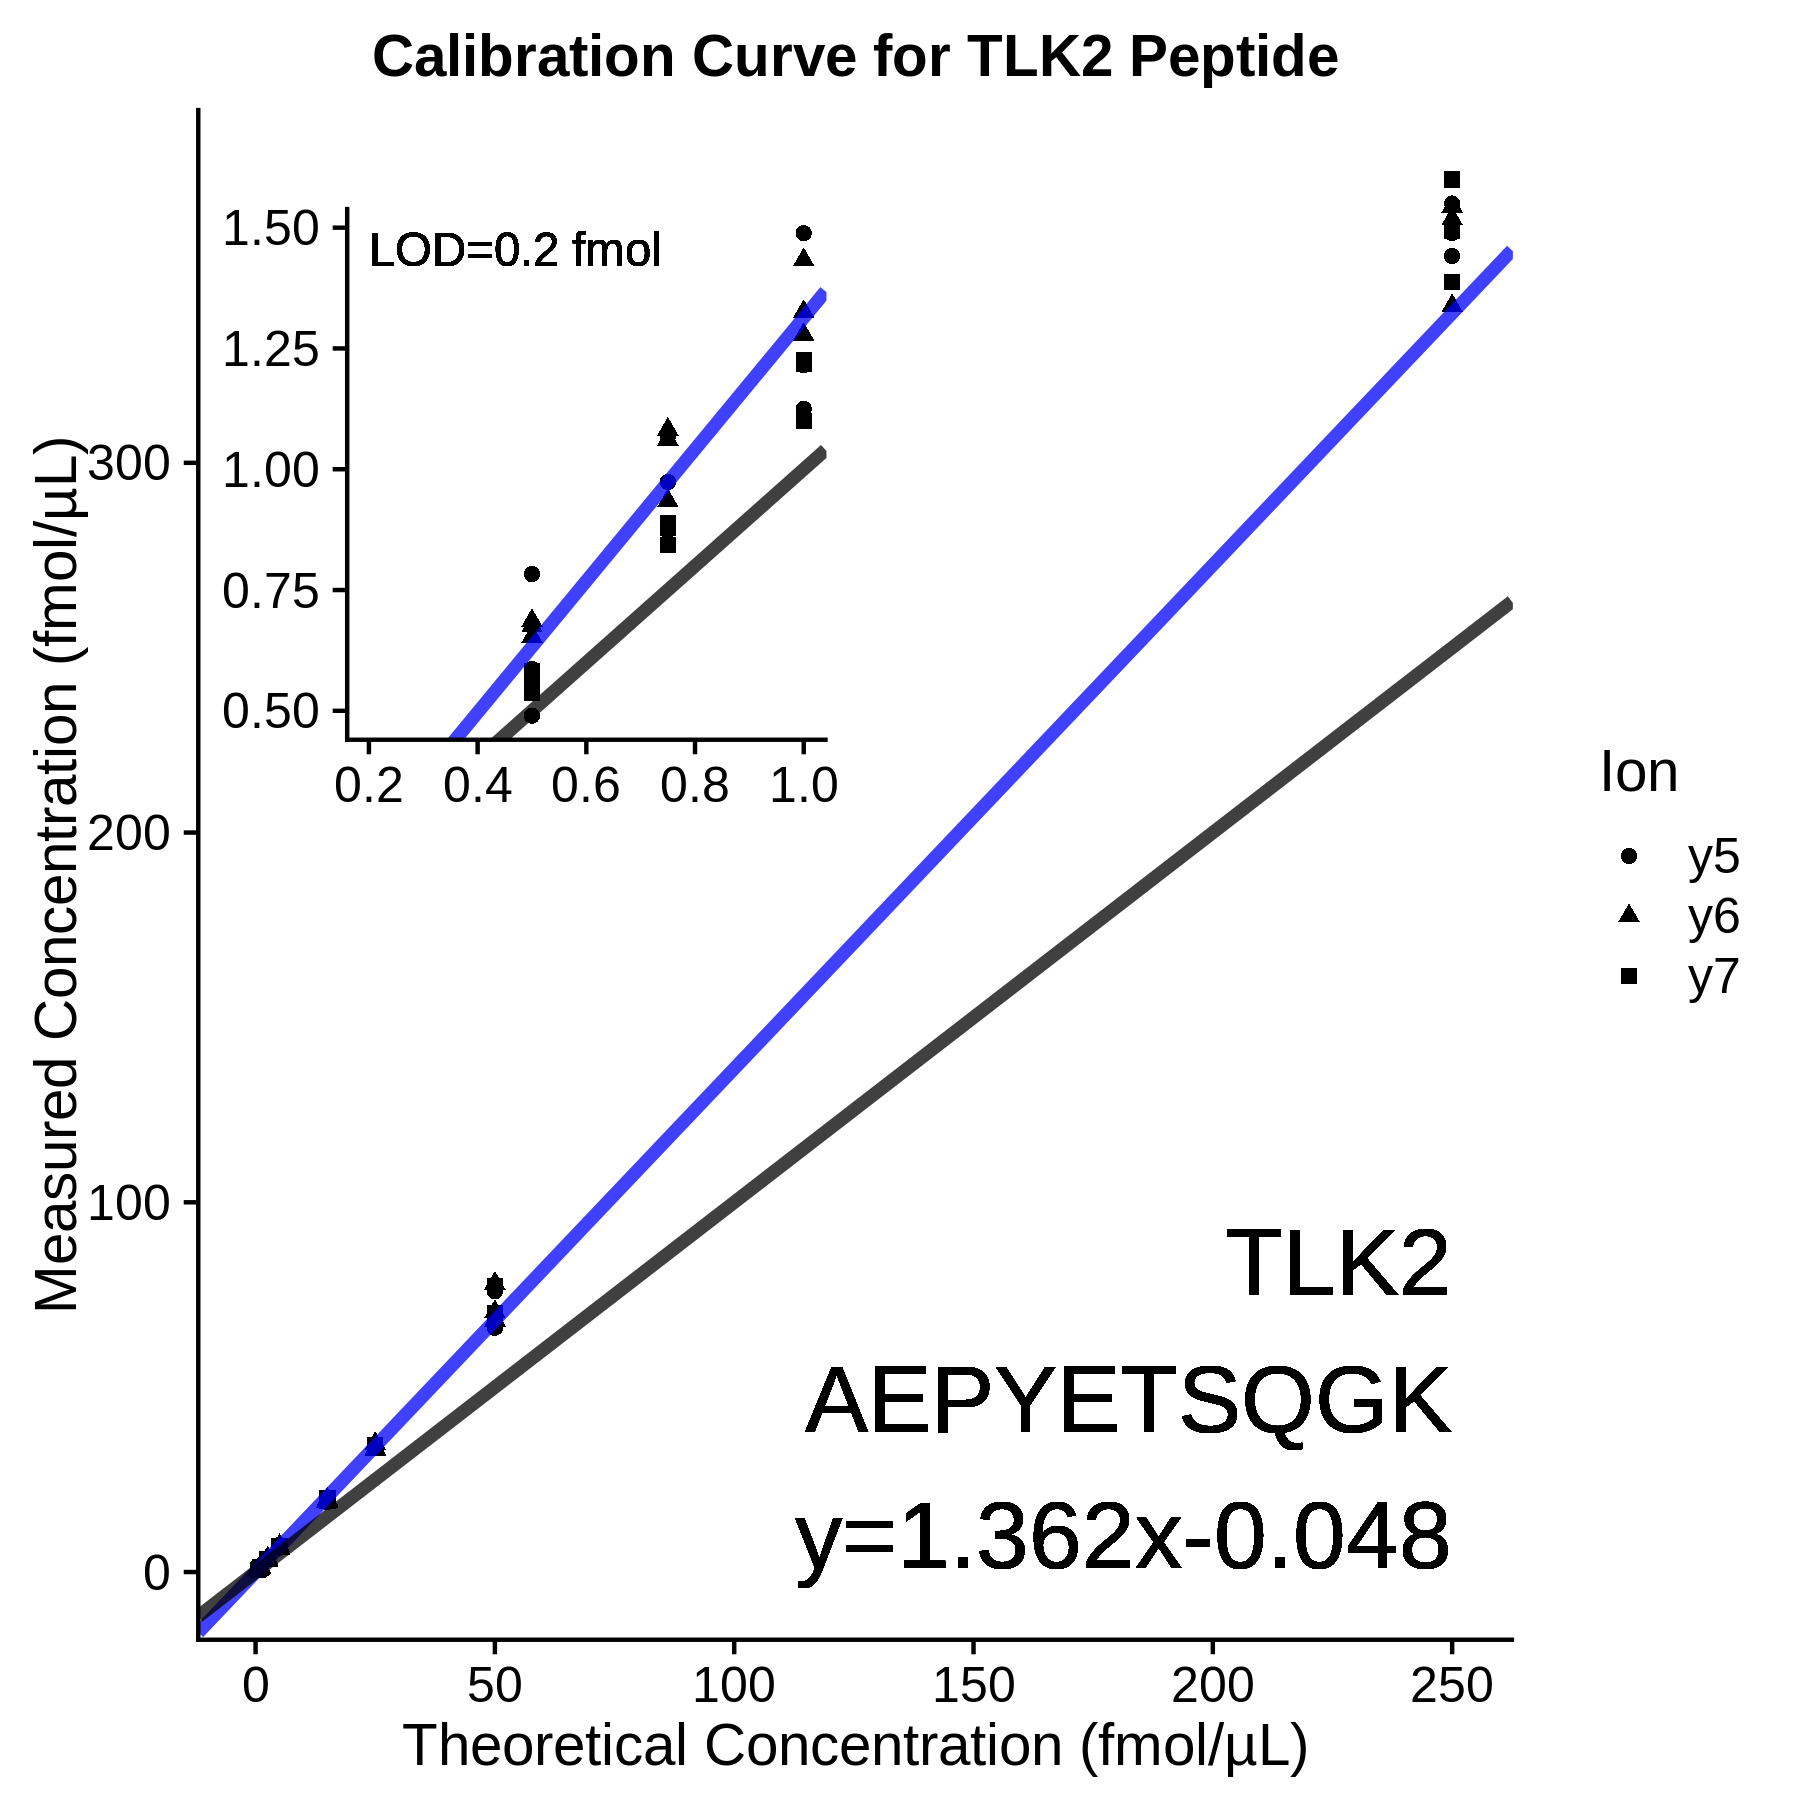 Calibration Curve for TLK2 Peptide
Measured Concentration (fmol/µL)
300
200
100
0
1.50
1.25
1.00
0.75
0.50
LOD=0.2 fmol
0.2 0.4 0.6 0.8 1.0
Ion
y5
y6
y7
TLK2
AEPYETSQGK
y=1.362x-0.048
0 50 100 150 200 250
Theoretical Concentration (fmol/µL)